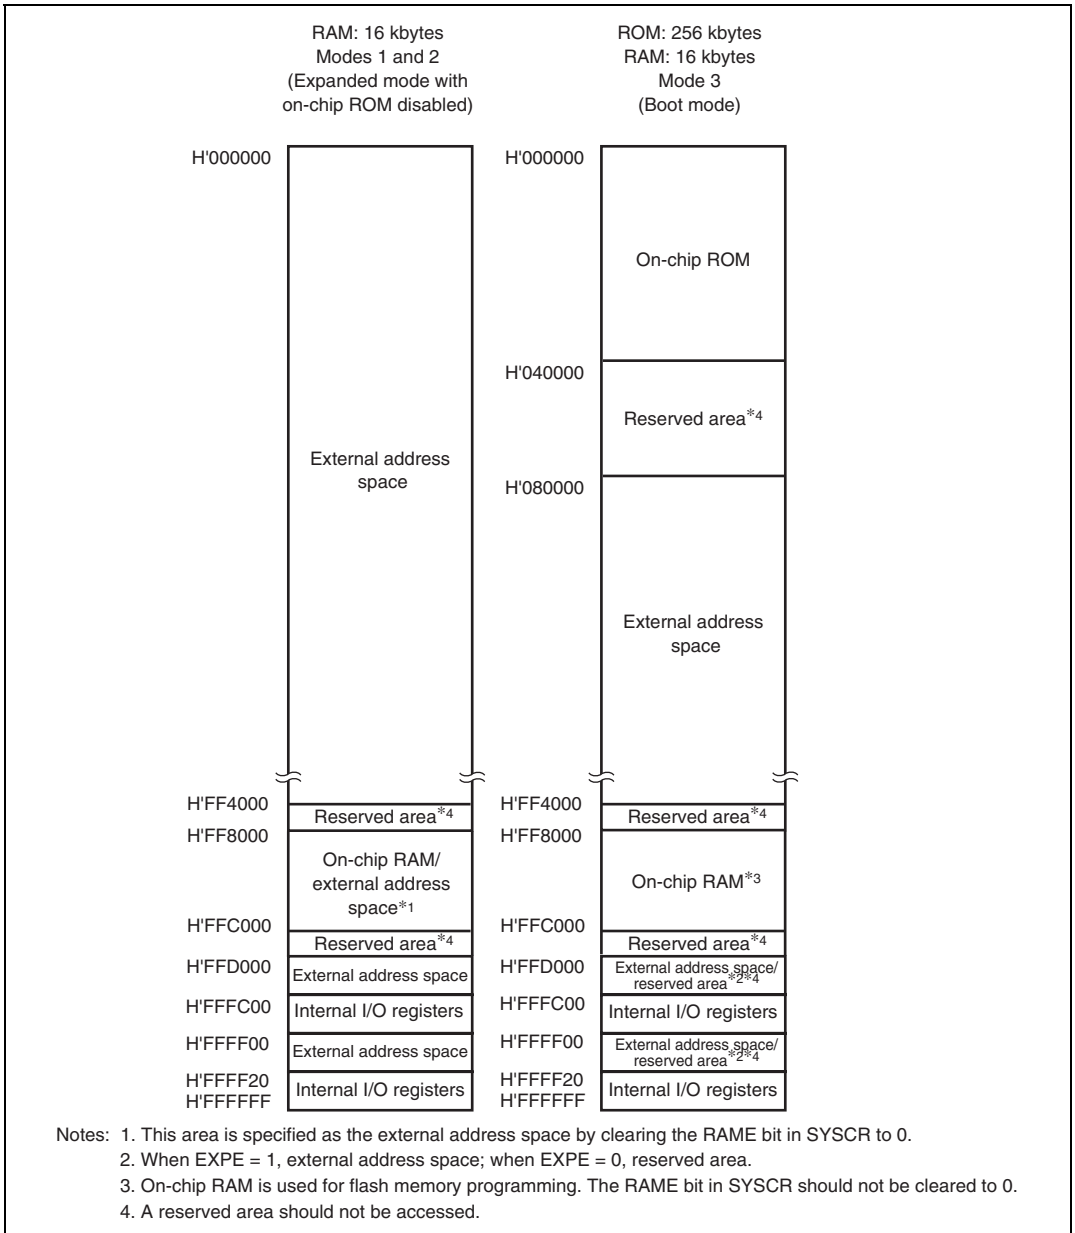 RAM: 16 kbytes
Modes 1 and 2
(Expanded mode with
on-chip ROM disabled)
H'000000
External address
space
H'FF4000
Reserved area*4
H'FF8000
On-chip RAM/
external address
space*1
H'FFC000
Reserved area*4
H'FFD000
External address space
H'FFFC00
Internal I/O registers
H'FFFF00
External address space
H'FFFF20
Internal I/O registers
H'FFFFFF
ROM: 256 kbytes
RAM: 16 kbytes
Mode 3
(Boot mode)
H'000000
On-chip ROM
H'040000
Reserved area*4
H'080000
External address
space
H'FF4000
Reserved area*4
H'FF8000
On-chip RAM*3
H'FFC000
Reserved area*4
H'FFD000
External address space/
reserved area*2*4
H'FFFC00
Internal I/O registers
H'FFFF00
External address space/
reserved area*2*4
H'FFFF20
Internal I/O registers
H'FFFFFF
Notes: 1. This area is specified as the external address space by clearing the RAME bit in SYSCR to 0.
2. When EXPE = 1, external address space; when EXPE = 0, reserved area.
3. On-chip RAM is used for flash memory programming. The RAME bit in SYSCR should not be cleared to 0.
4. A reserved area should not be accessed.